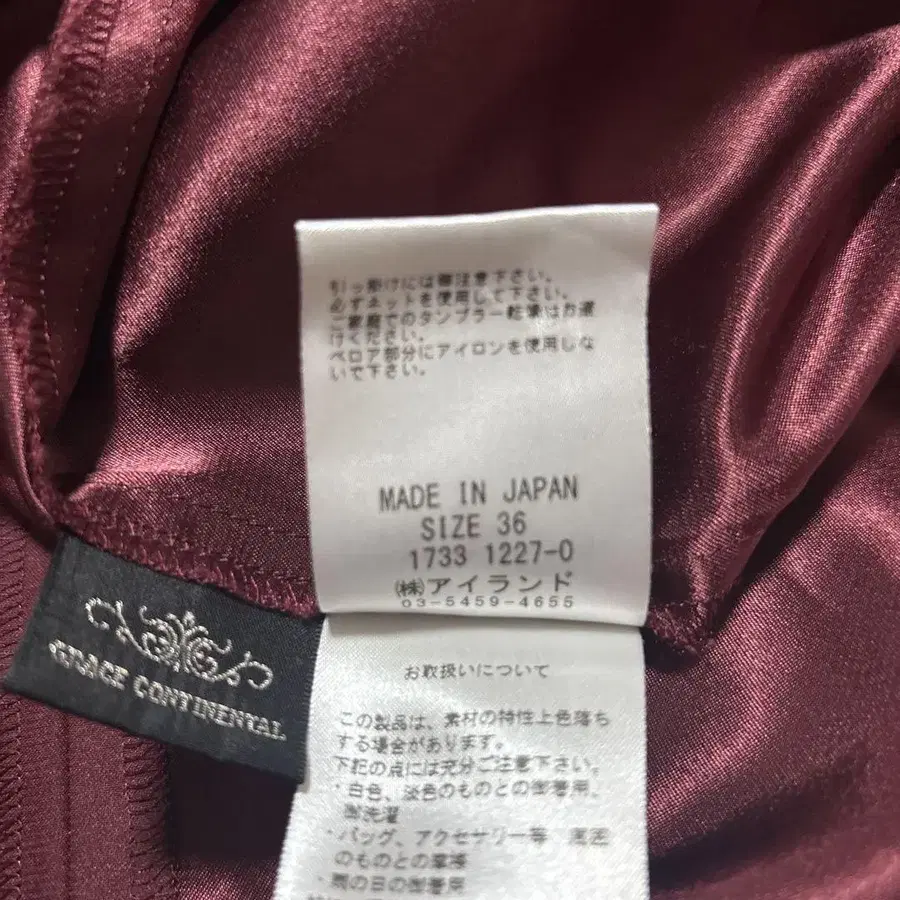 引っ掛けには御注意下さい。
必ずネットを使用して下さい。
ご家庭でのタンブラー乾燥はお避
けください。
ベロア部分にアイロンを使用しな
いで下さい。
MADE IN JAPAN
SIZE 36
1733 1227-0
㈱アイランド
03-5459-4655
GRACE CONTINENTAL
お取扱いについて
この製品は、素材の特性上色落ち
する場合があります。
下記の点には充分ご注意下さい。
・白色、淡色のものとの御着用、
御洗濯
・バッグ、アクセサリー等
のものとの摩擦
・雨の日の御着用